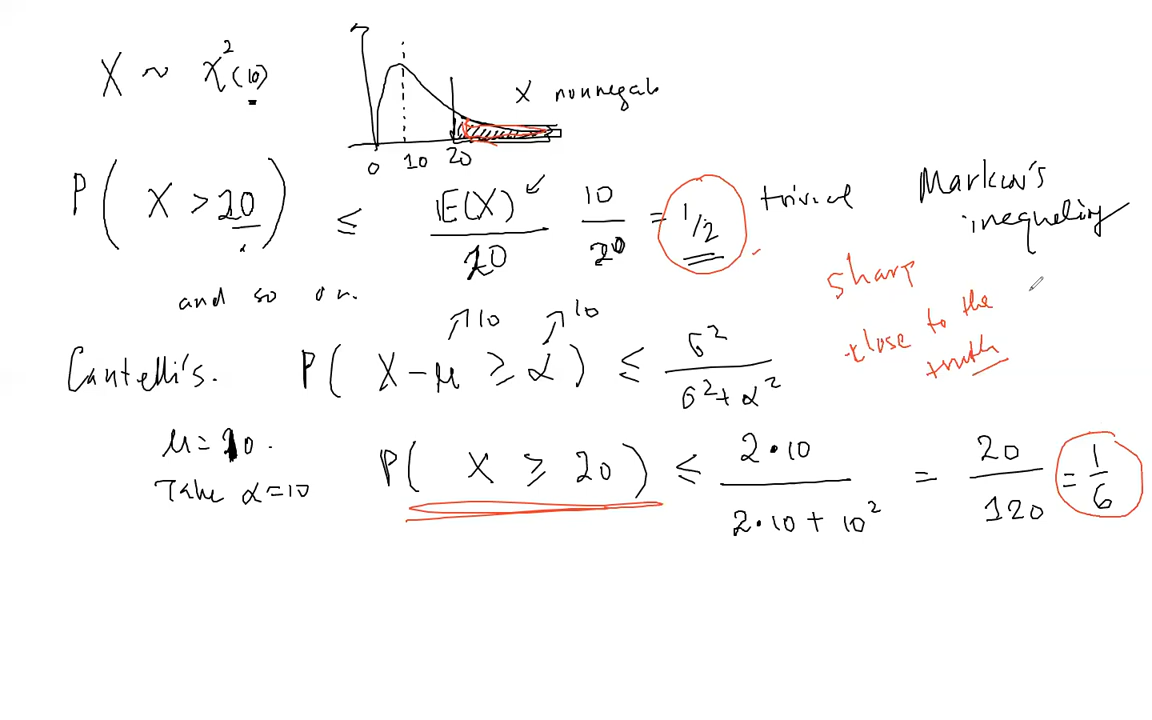 X ~ χ²(10)
X nonnegat
0 10 20
P( X > 20 ) ≤ E(X)/20 10/20 = 1/2 trivial
Markov's
inequality
sharp
close to the
truth
and so on.
↗10 ↗10
Cantelli's. P( X-μ ≥ α ) ≤ σ²/(σ²+α²)
μ = 10.
Take α=10
P( X ≥ 20 ) ≤ 2·10/(2·10+10²) = 20/120 = 1/6